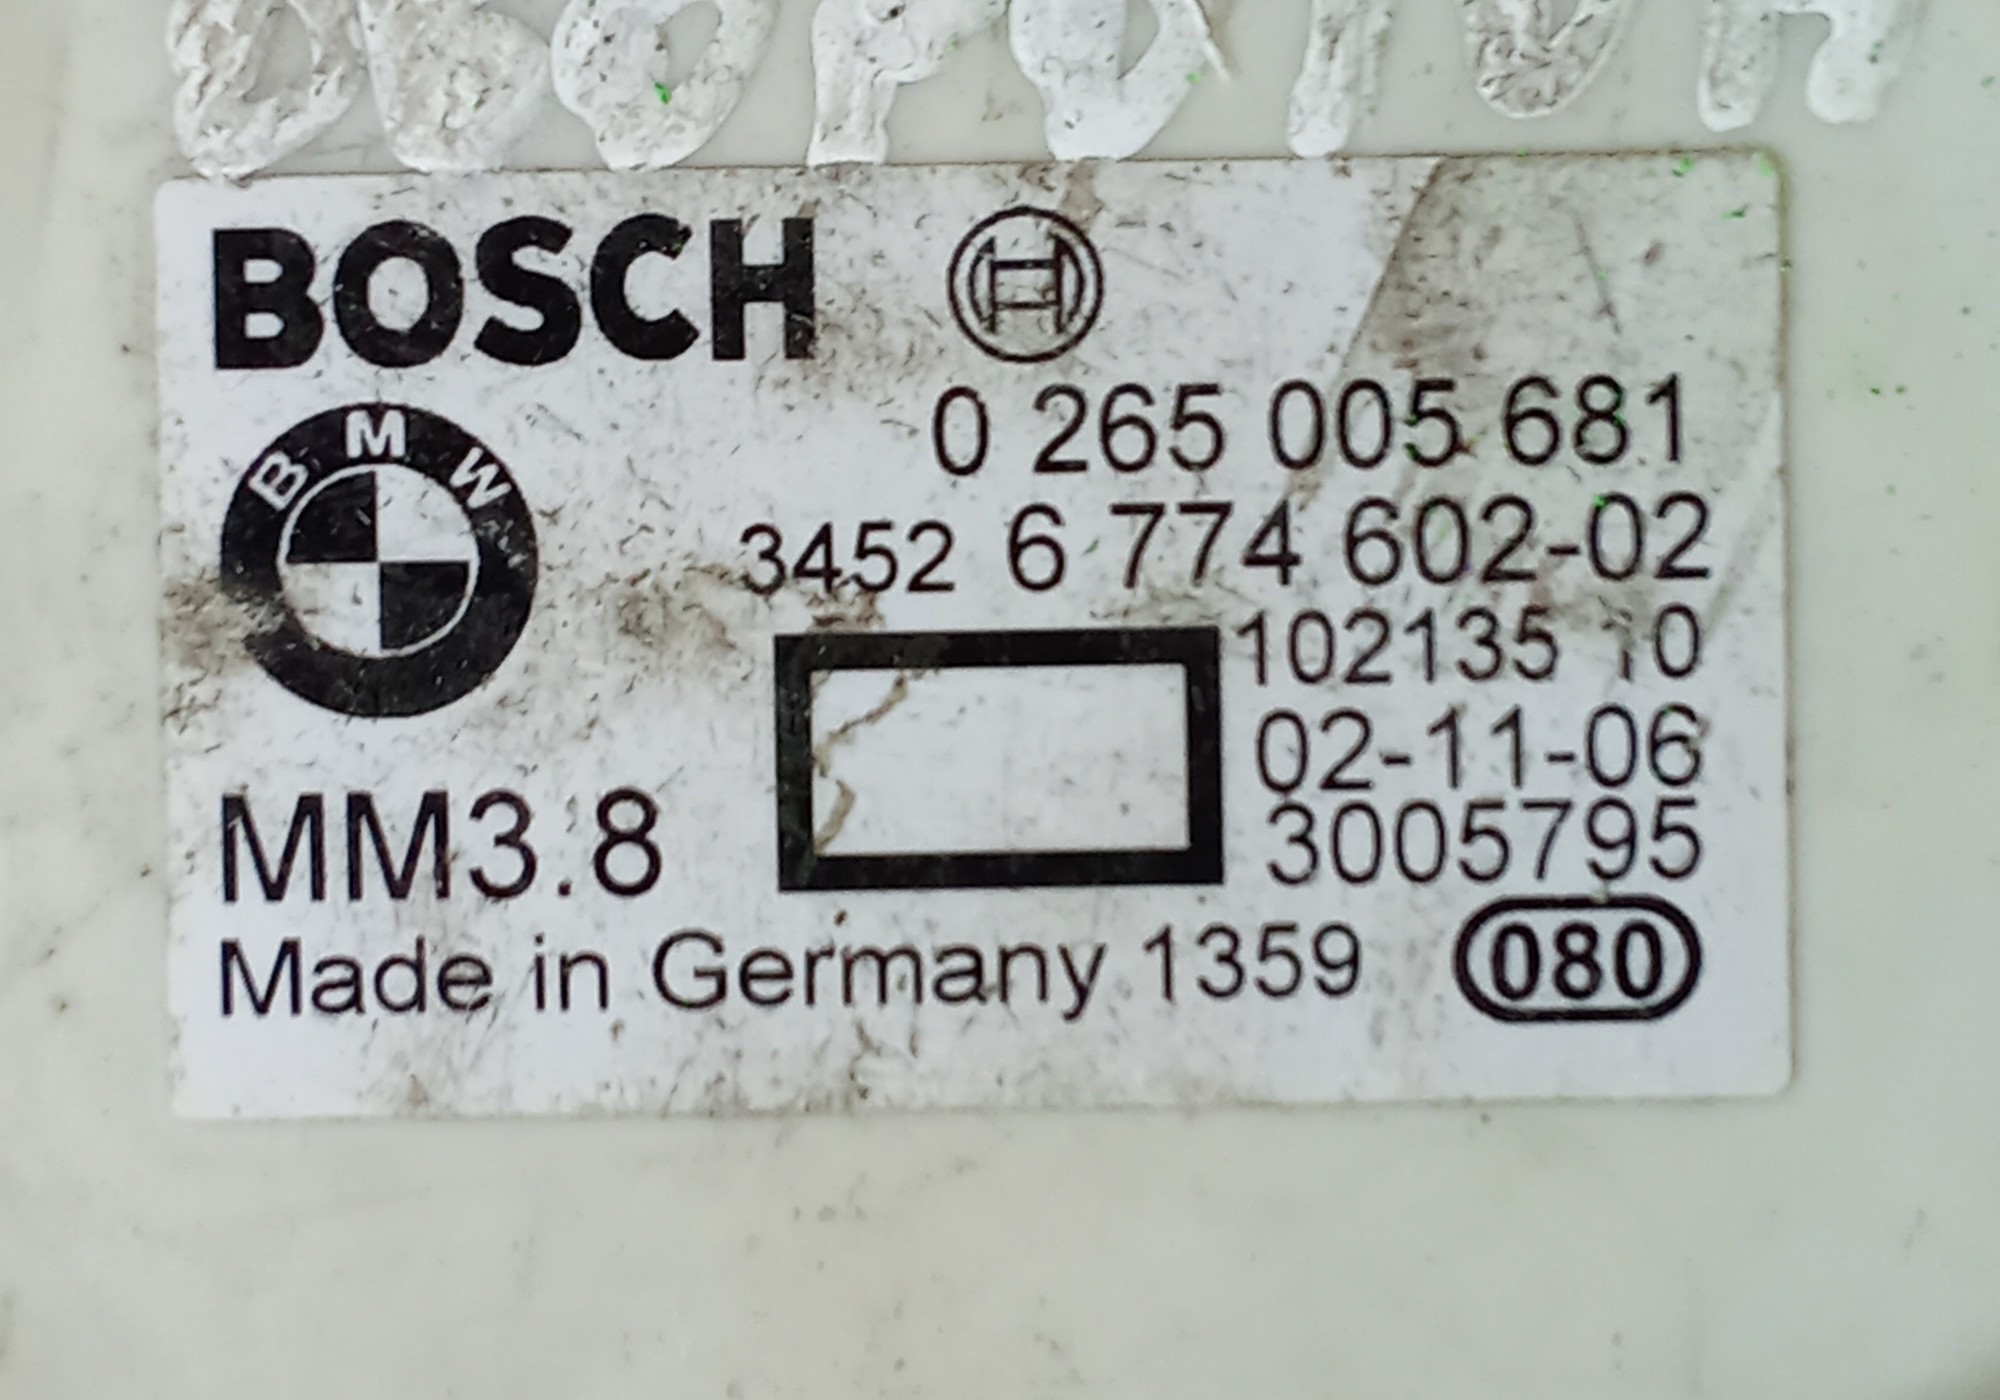 BOSCH
0 265 005 681
BMW
3452 6 774 602-02
102135 10
02-11-06
3005795
MM3.8
Made in Germany 1359 080